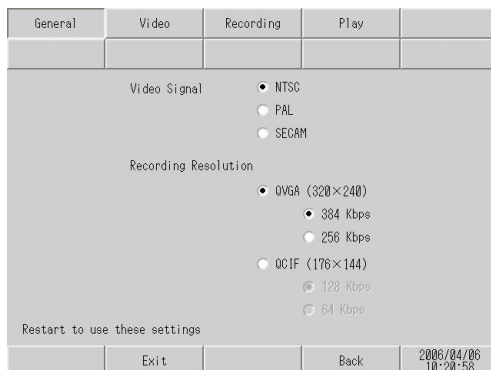 General Video Recording Play
Video Signal NTSC
PAL
SECAM
Recording Resolution
QVGA (320×240)
384 Kbps
256 Kbps
QCIF (176×144)
128 Kbps
64 Kbps
Restart to use these settings
Exit Back 2006/04/06
10:20:58